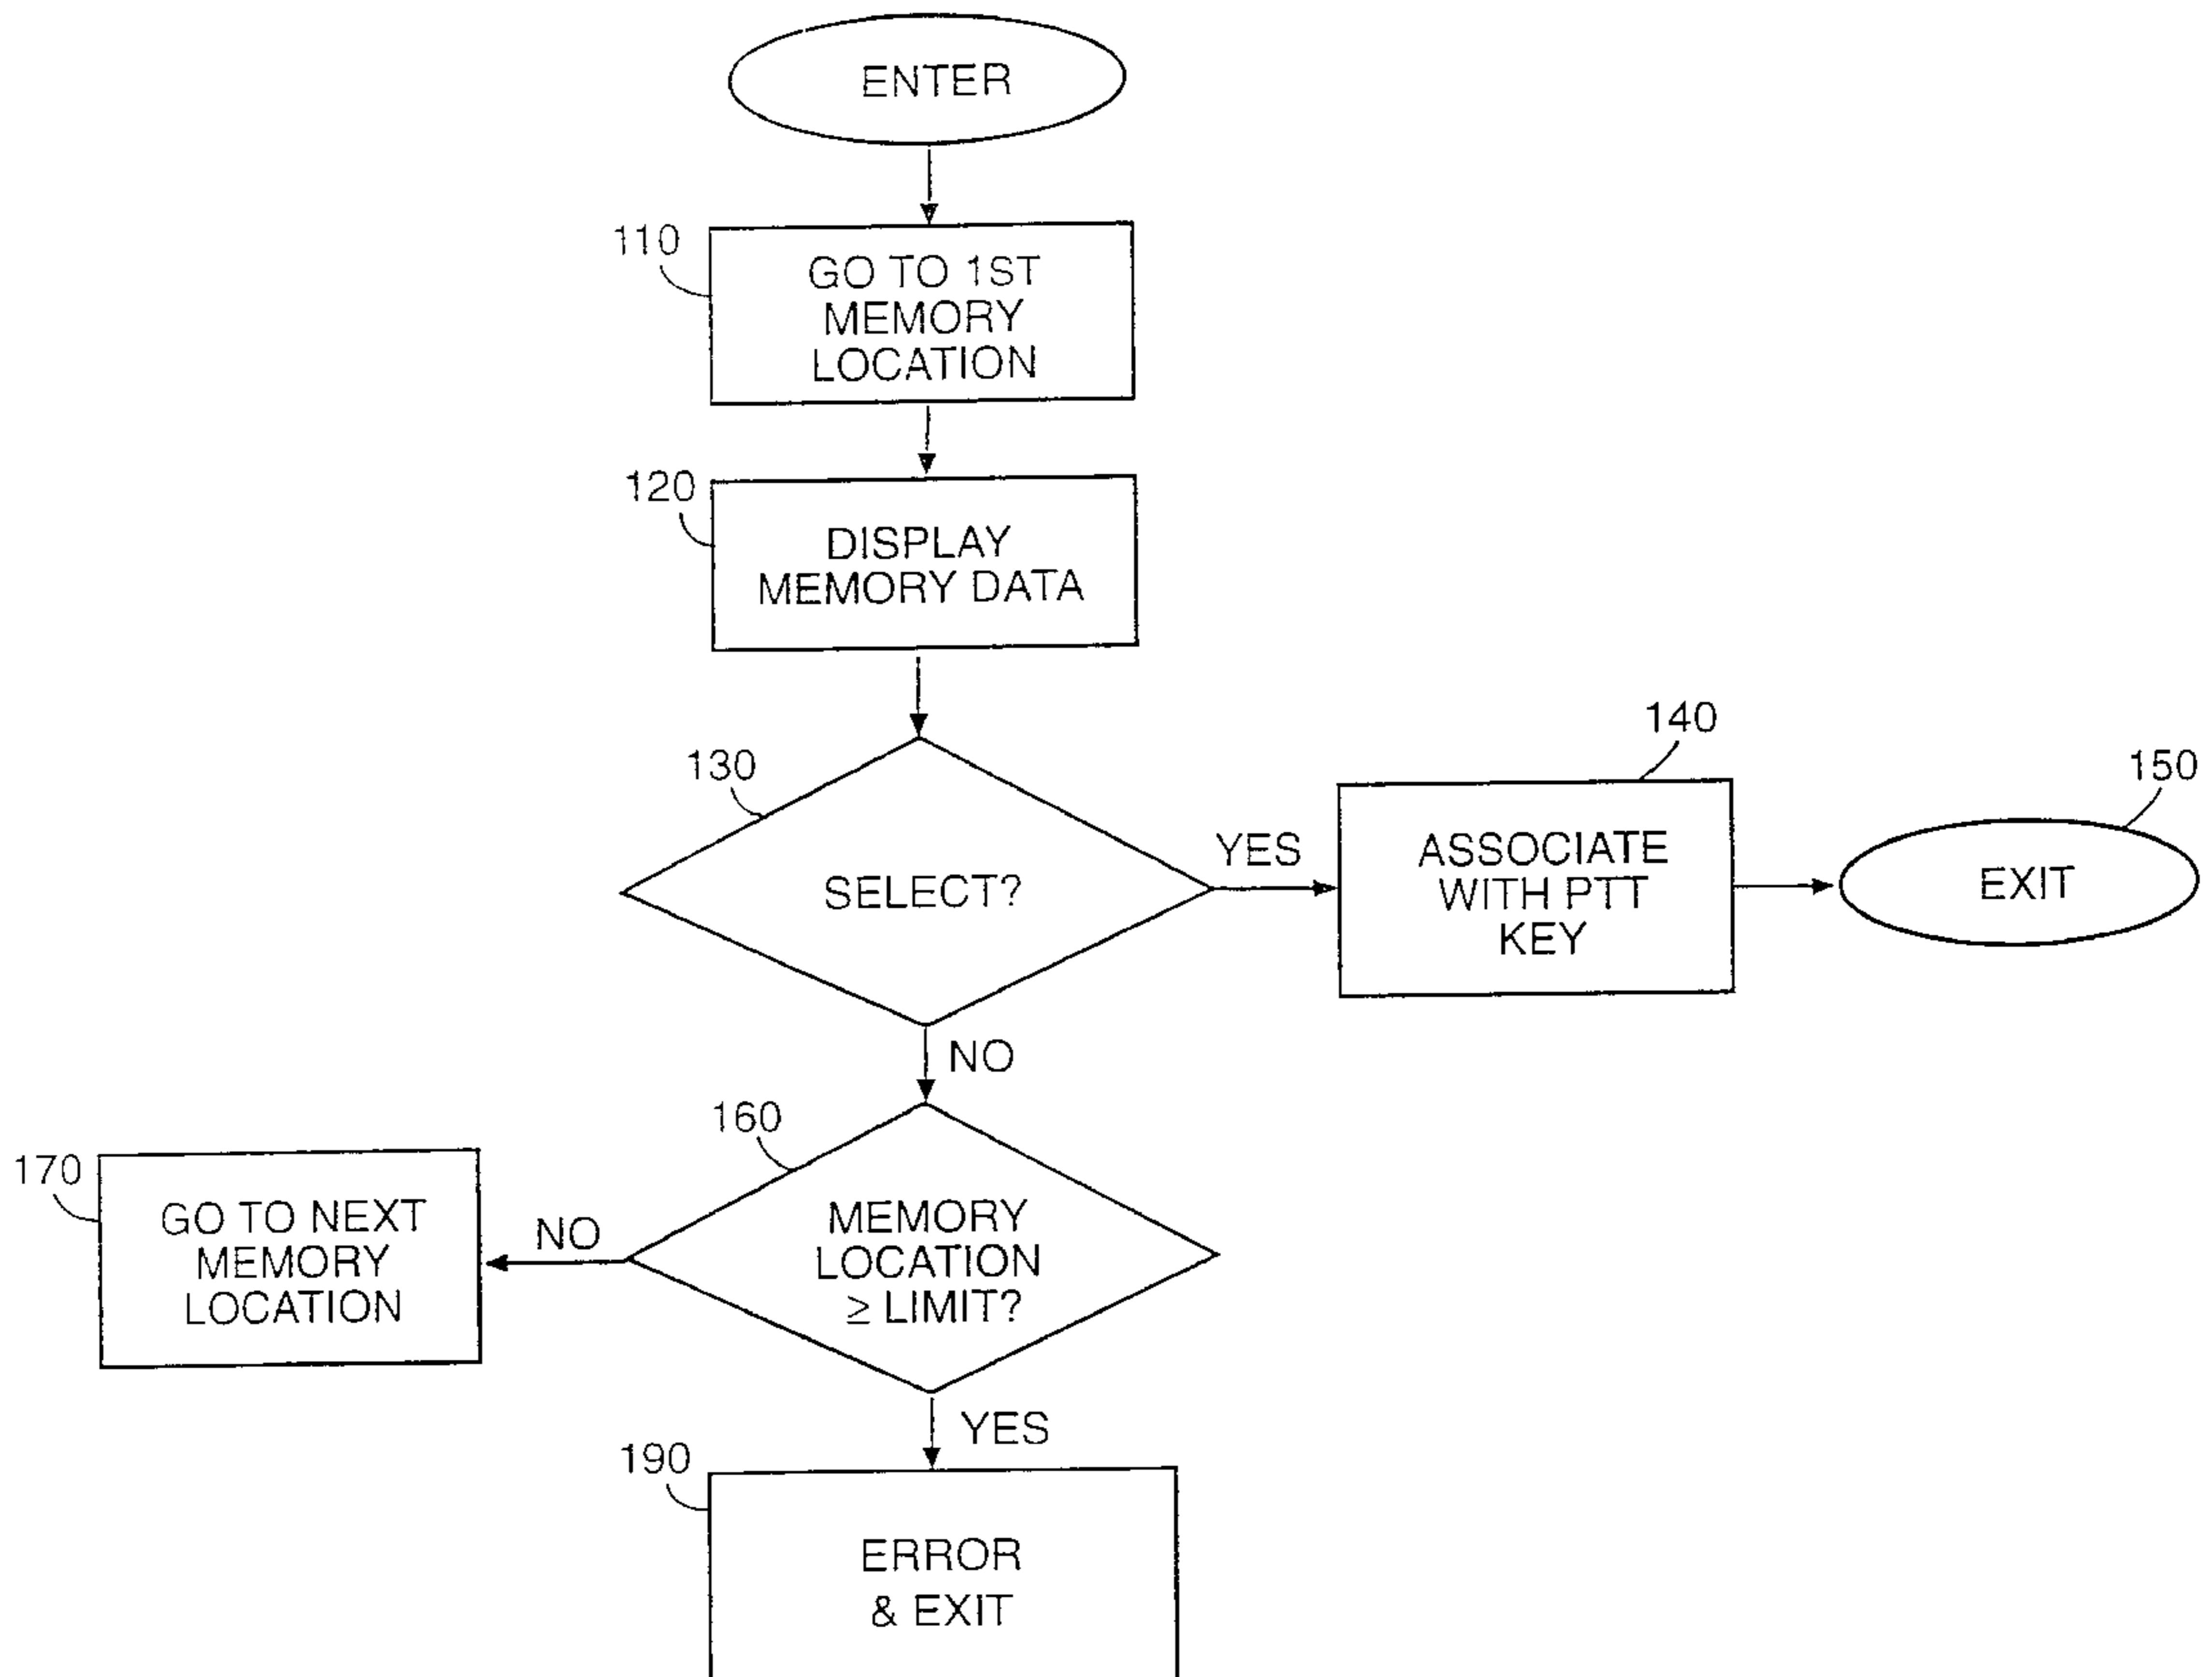 ENTER
110
GO TO 1ST
MEMORY
LOCATION
120
DISPLAY
MEMORY DATA
130
SELECT?
YES
140
ASSOCIATE
WITH PTT
KEY
150
EXIT
NO
160
MEMORY
LOCATION
≥ LIMIT?
NO
170
GO TO NEXT
MEMORY
LOCATION
YES
190
ERROR
& EXIT